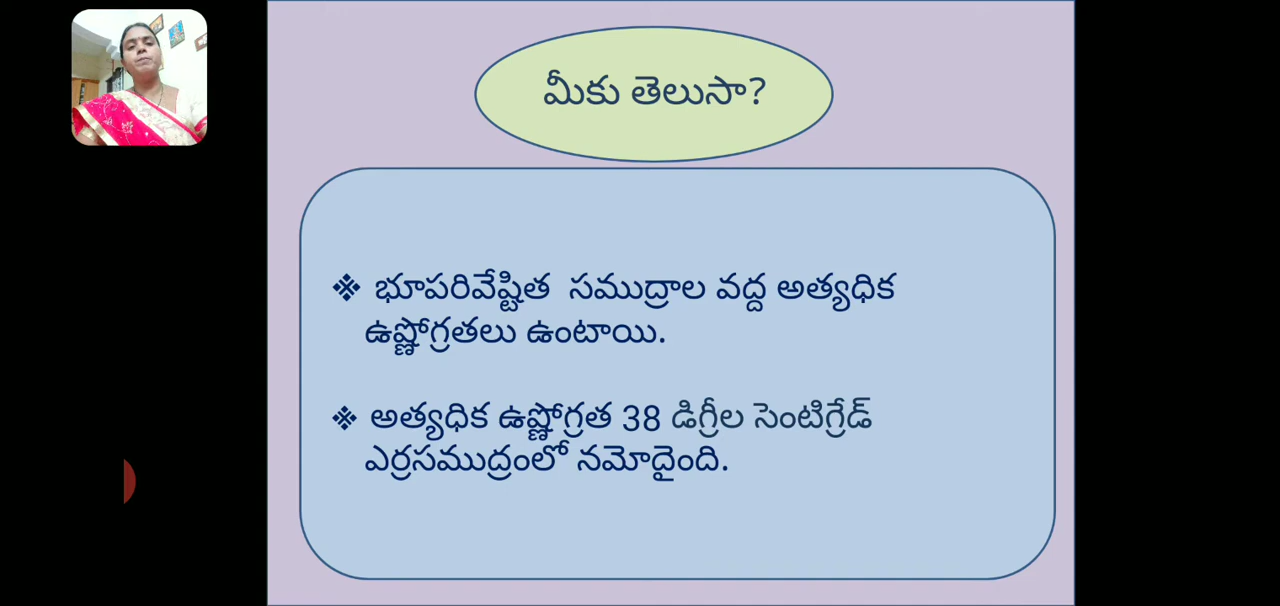 మీకు తెలుసా?
❖ భూపరివేష్టిత సముద్రాల వద్ద అత్యధిక
ఉష్ణోగ్రతలు ఉంటాయి.
❖ అత్యధిక ఉష్ణోగ్రత 38 డిగ్రీల సెంటిగ్రేడ్
ఎర్రసముద్రంలో నమోదైంది.